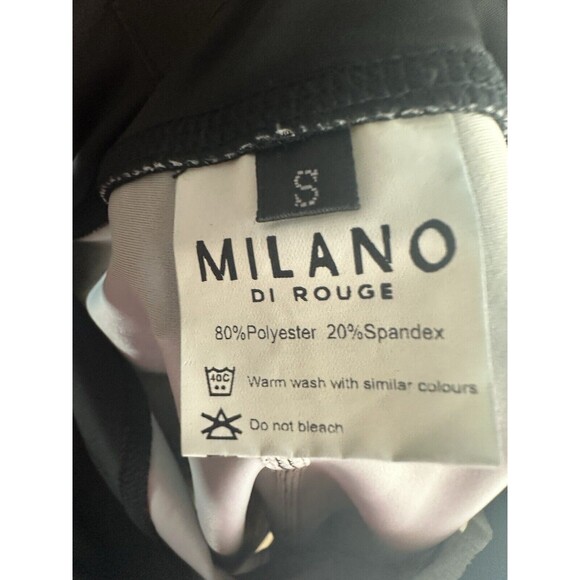 S
MILANO
DI ROUGE
80%Polyester 20%Spandex
40C Warm wash with similar colours
Do not bleach